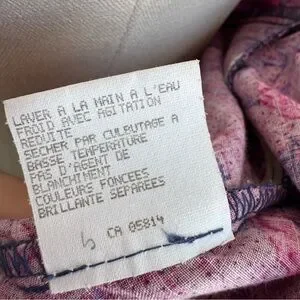 LAVER A LA MAIN A L'EAU
FROID AVEC AGITATION
REDUITE
SECHER PAR CULBUTAGE A
BASSE TEMPERATURE
PAS D'AGENT DE
BLANCHIMENT
COULEURS FONCEES
BRILLANTE SEPAREES
CA 05814